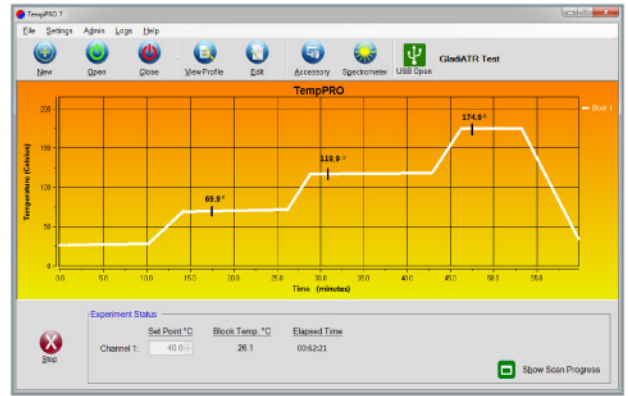 TempPRO 7
File Settings Admin Logs Help
New Open Close View Profile Edit Accessory Spectrometer USB Open GladiATR Test
TempPRO
Block 1
Temperature (Celsius)
200
150
100
50
0
69.9°
119.9°
174.9°
0.0 5.0 10.0 15.0 20.0 25.0 30.0 35.0 40.0 45.0 50.0 55.0
Time (minutes)
Experiment Status
Set Point °C Block Temp. °C Elapsed Time
Channel 1: 40.0 26.1 00:62:21
Stop
Show Scan Progress